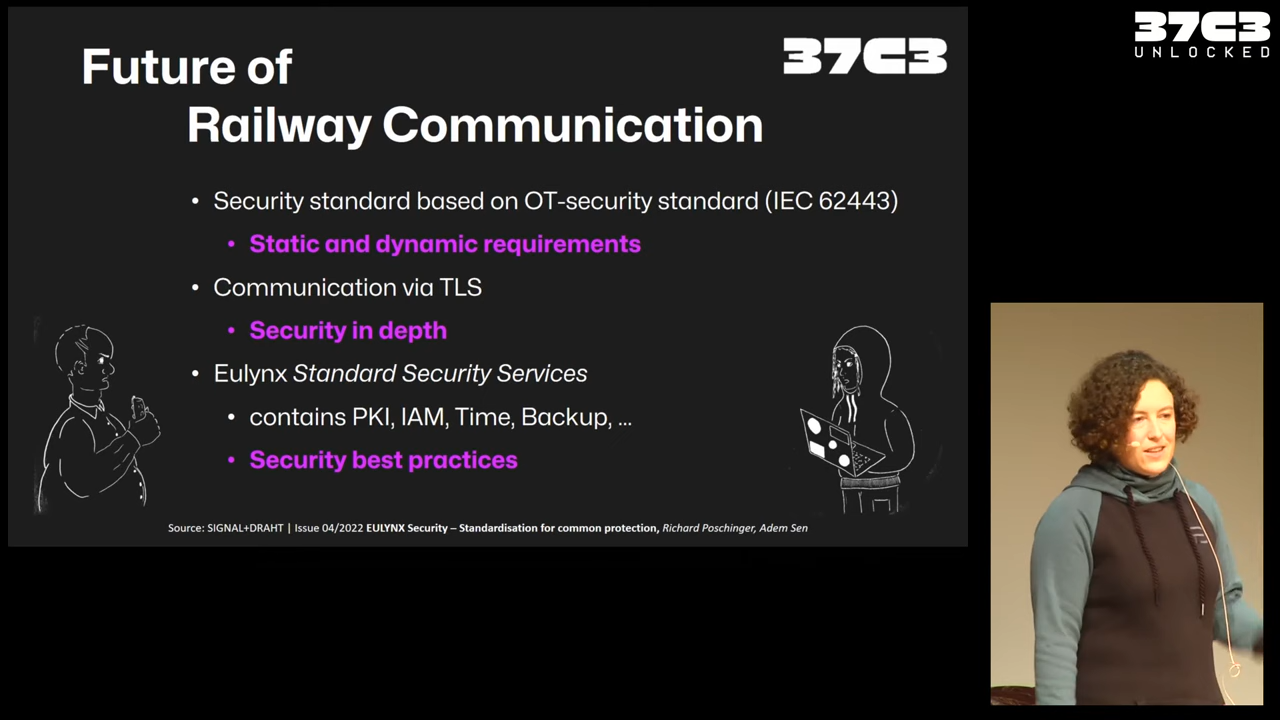 Future of
37C3
Railway Communication
• Security standard based on OT-security standard (IEC 62443)
• Static and dynamic requirements
• Communication via TLS
• Security in depth
• Eulynx Standard Security Services
• contains PKI, IAM, Time, Backup, ...
• Security best practices
Source: SIGNAL+DRAHT | Issue 04/2022 EULYNX Security – Standardisation for common protection, Richard Poschinger, Adem Sen
37C3
UNLOCKED